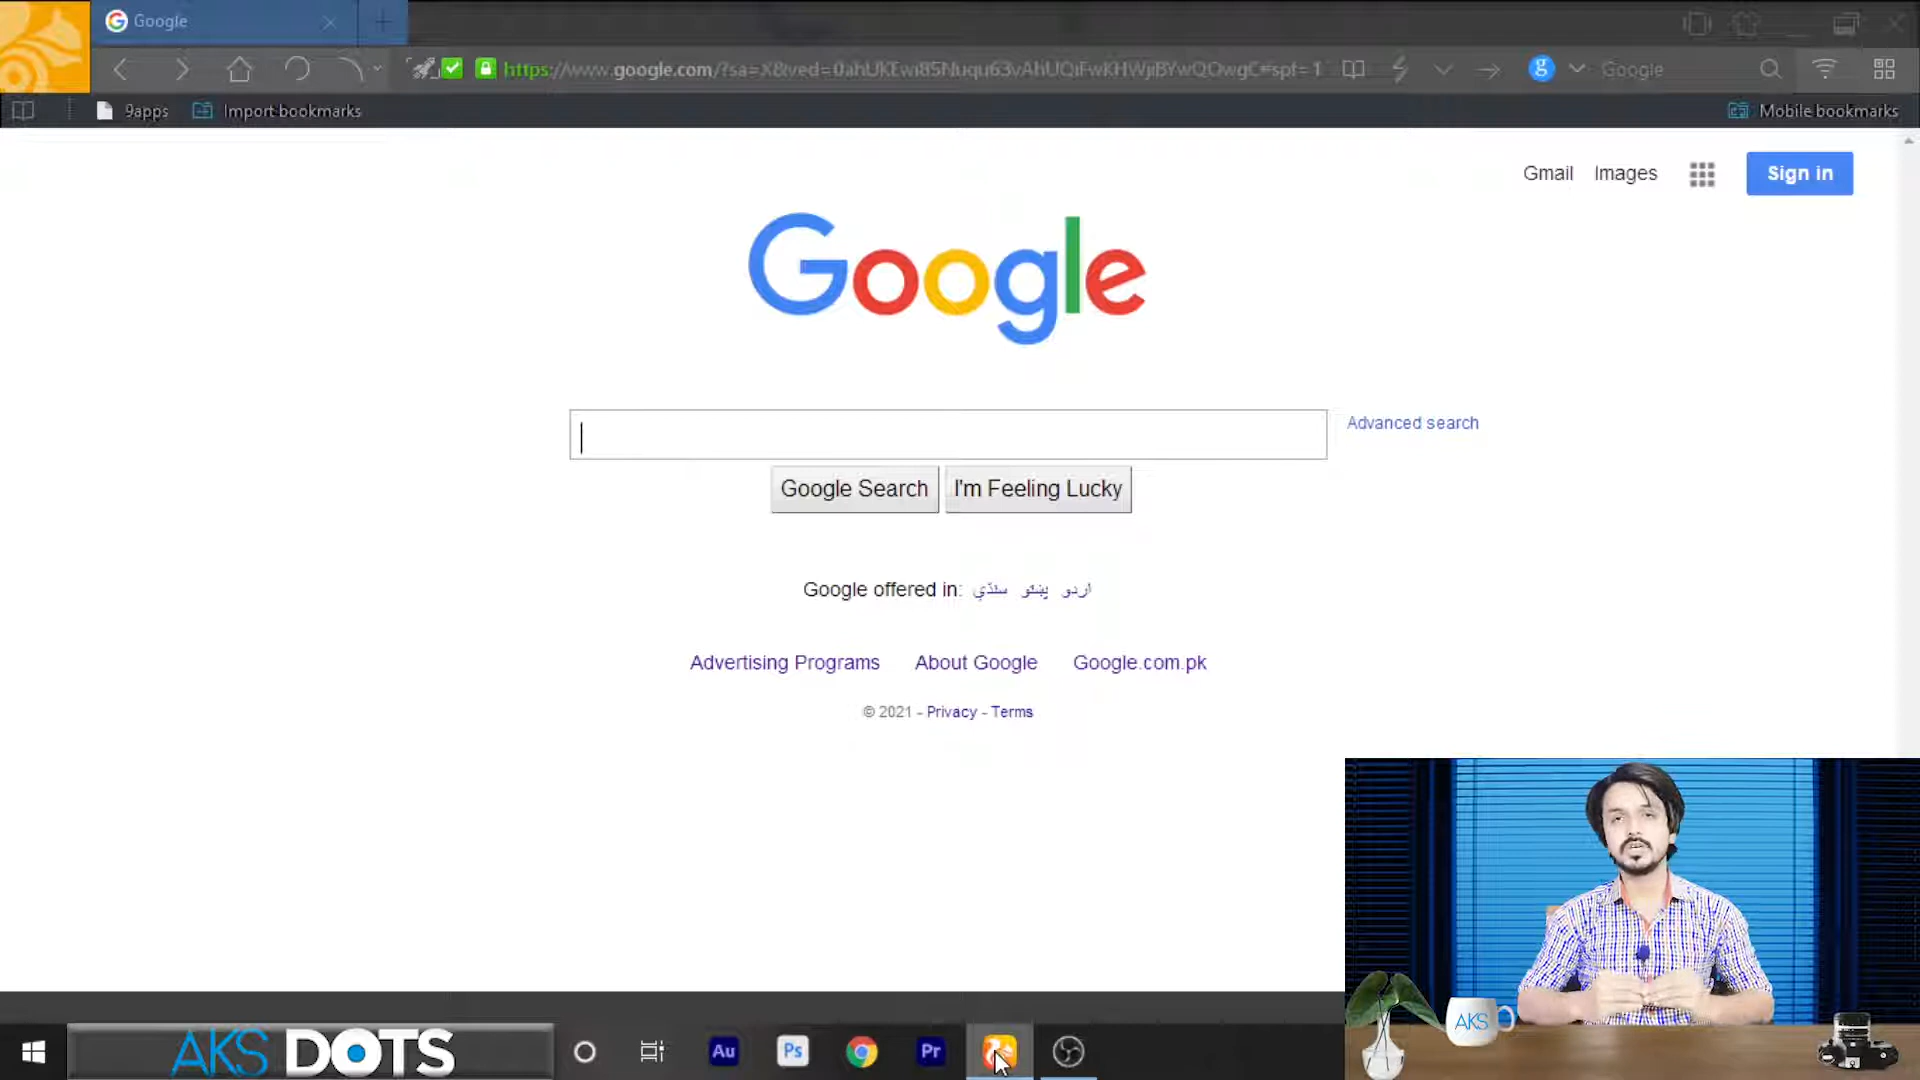 Google
https://www.google.com/?sa=X&ved=0ahUKEwi85Nuqu63vAhUQiFwKHWjiBYwQOwgC#spf=1
g Google
9apps Import bookmarks Mobile bookmarks
Gmail Images Sign in
Google
Advanced search
Google Search I'm Feeling Lucky
Google offered in: اردو پښتو سنڌي
Advertising Programs About Google Google.com.pk
© 2021 - Privacy - Terms
AKS
AKS DOTS Au Ps Pr